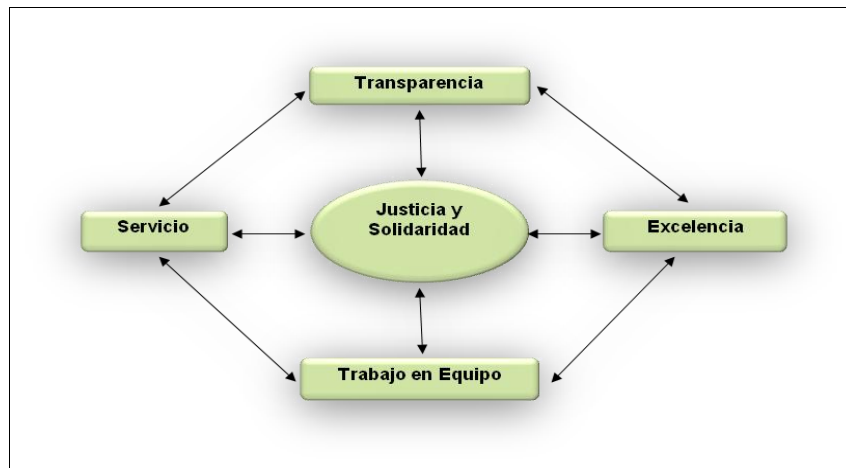 Transparencia
Servicio
Justicia y
Solidaridad
Excelencia
Trabajo en Equipo